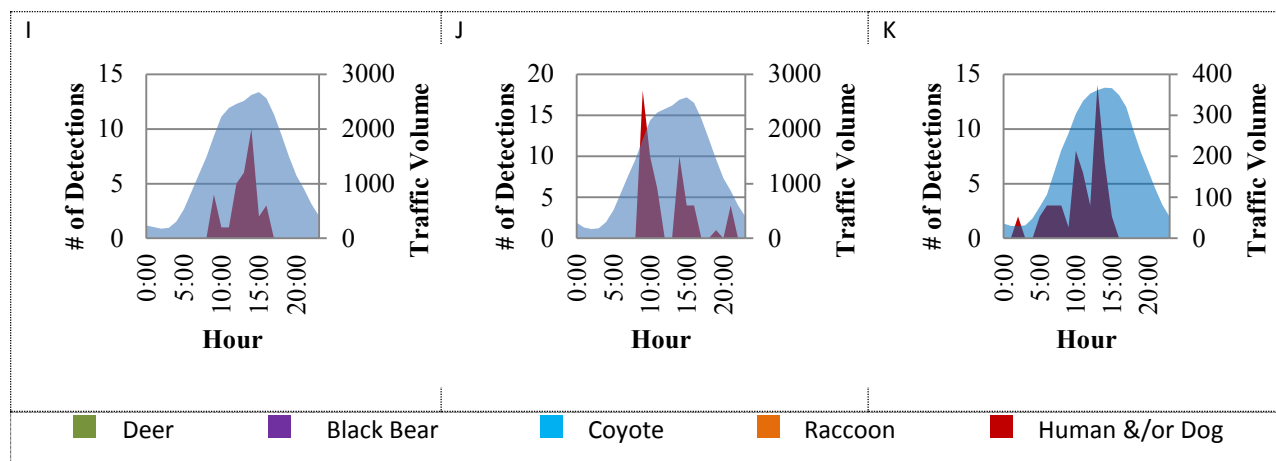 I
# of Detections
15
10
5
0
3000
2000
1000
0
Traffic Volume
0:00
5:00
10:00
15:00
20:00
Hour
J
# of Detections
20
15
10
5
0
3000
2000
1000
0
Traffic Volume
0:00
5:00
10:00
15:00
20:00
Hour
K
# of Detections
15
10
5
0
400
300
200
100
0
Traffic Volume
0:00
5:00
10:00
15:00
20:00
Hour
Deer
Black Bear
Coyote
Raccoon
Human &/or Dog